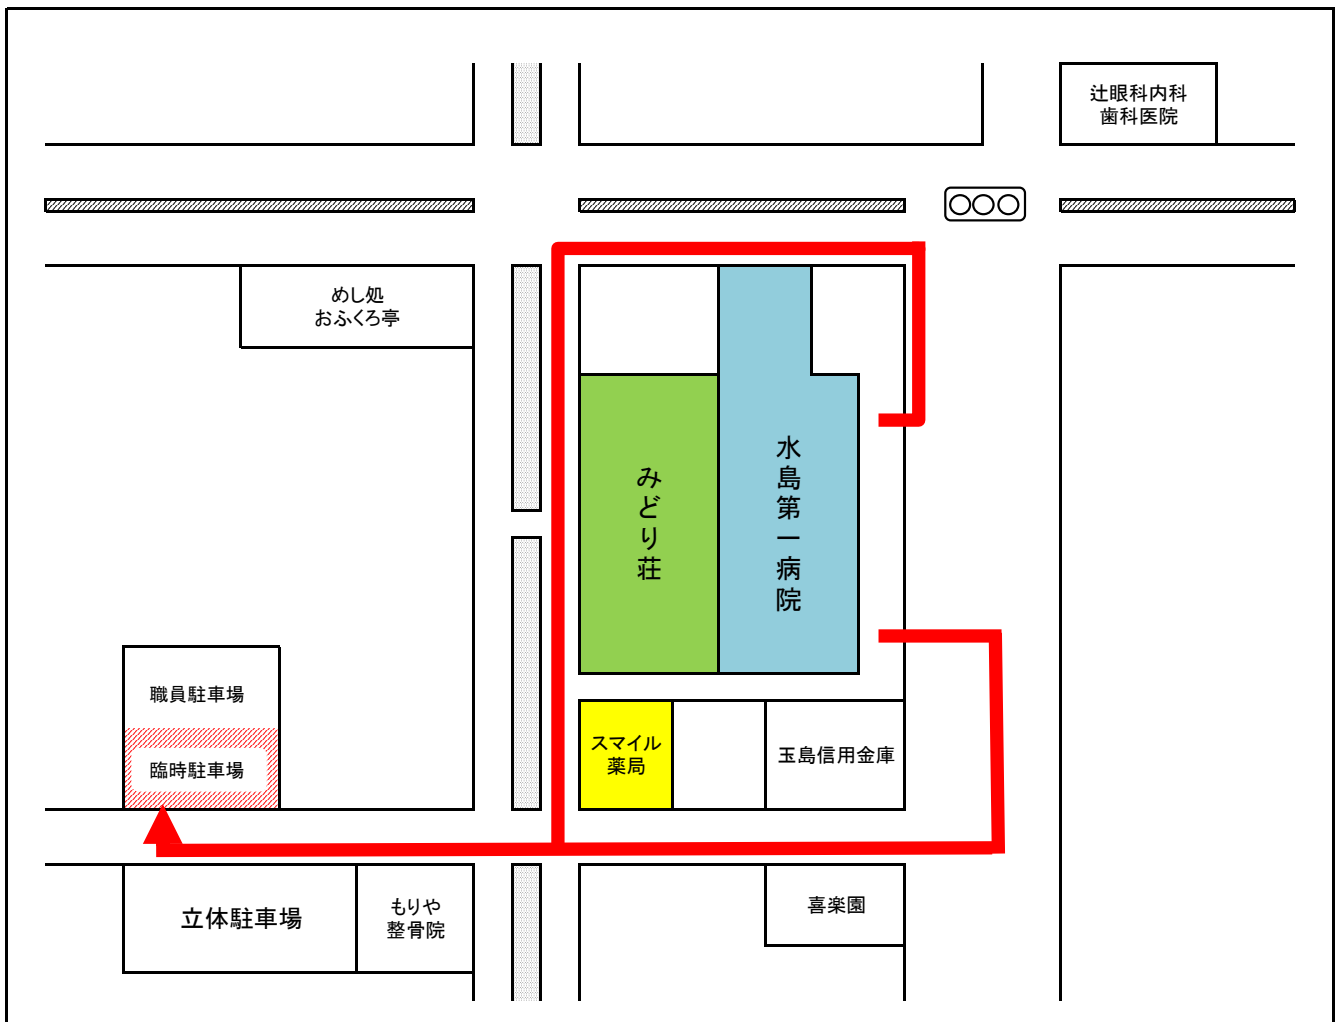 辻眼科内科
歯科医院
めし処
おふくろ亭
みどり荘
水島第一病院
職員駐車場
臨時駐車場
スマイル
薬局
玉島信用金庫
立体駐車場
もりや
整骨院
喜楽園